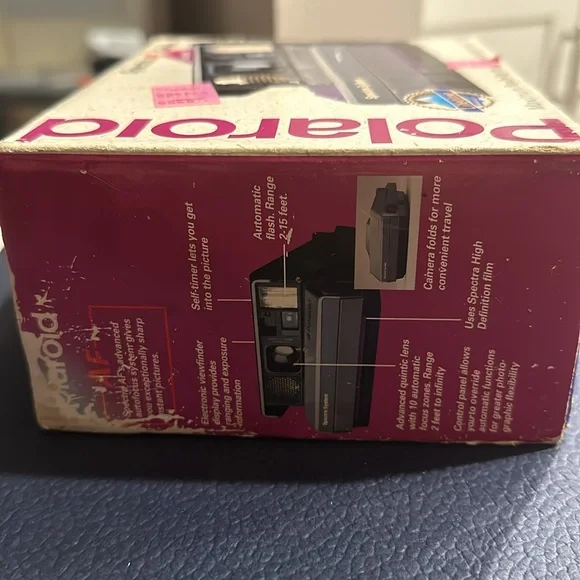 polaroid
Polaroid
AF
Spectra AF's advanced
autofocus system gives
you exceptionally sharp
instant pictures.
Self-timer lets you get
into the picture
Automatic
flash. Range
2-15 feet.
Camera folds for more
convenient travel
Uses Spectra High
Definition film
Electronic viewfinder
display provides
ranging and exposure
information
Spectra System
Advanced quintic lens
with 10 automatic
focus zones. Range
2 feet to infinity
Control panel allows
you to override
automatic functions
for greater photo-
graphic flexibility